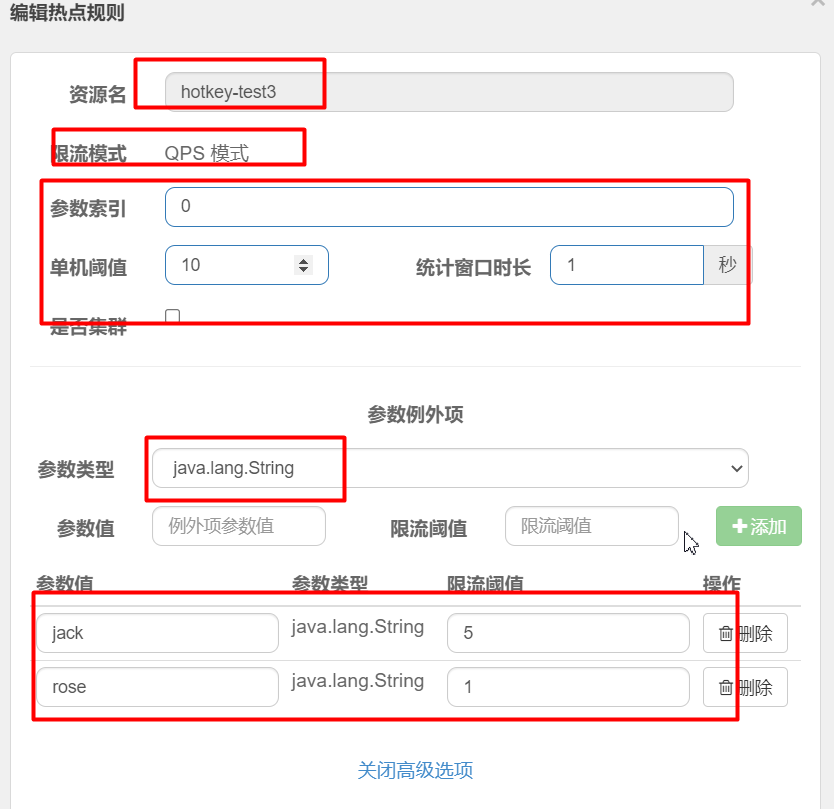 编辑热点规则
资源名 hotkey-test3
限流模式 QPS 模式
参数索引 0
单机阈值 10 统计窗口时长 1 秒
是否集群
参数例外项
参数类型 java.lang.String
参数值 例外项参数值 限流阈值 限流阈值 添加
参数值 参数类型 限流阈值 操作
jack java.lang.String 5 删除
rose java.lang.String 1 删除
关闭高级选项